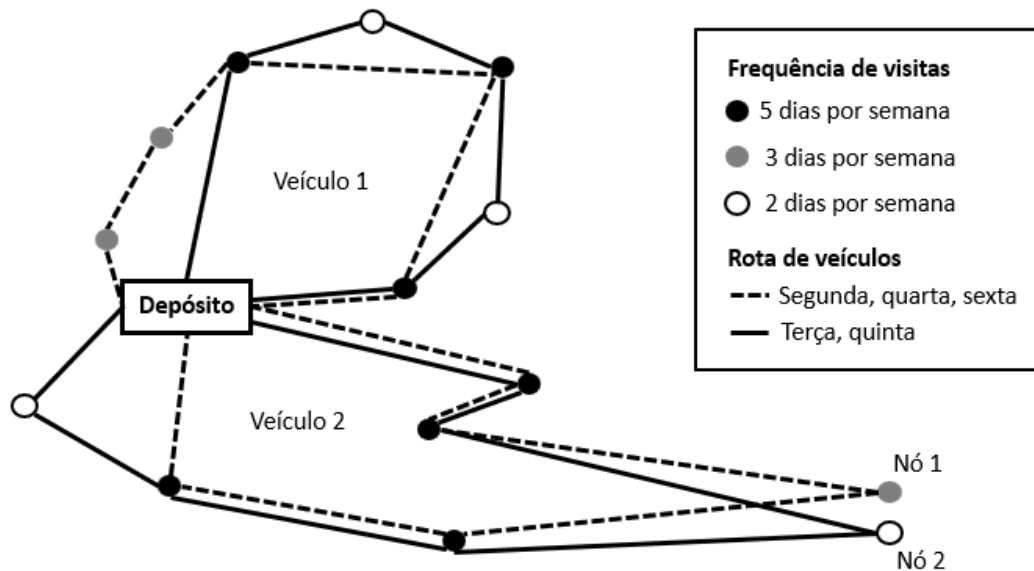 Frequência de visitas
5 dias por semana
3 dias por semana
2 dias por semana
Rota de veículos
Segunda, quarta, sexta
Terça, quinta
Veículo 1
Depósito
Veículo 2
Nó 1
Nó 2